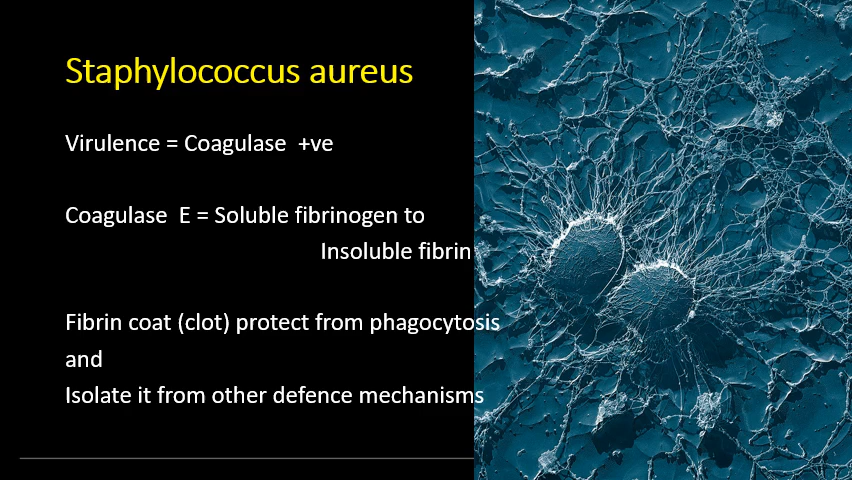 Staphylococcus aureus
Virulence = Coagulase  +ve
Coagulase  E = Soluble fibrinogen to
Insoluble fibrin
Fibrin coat (clot) protect from phagocytosis
and
Isolate it from other defence mechanisms